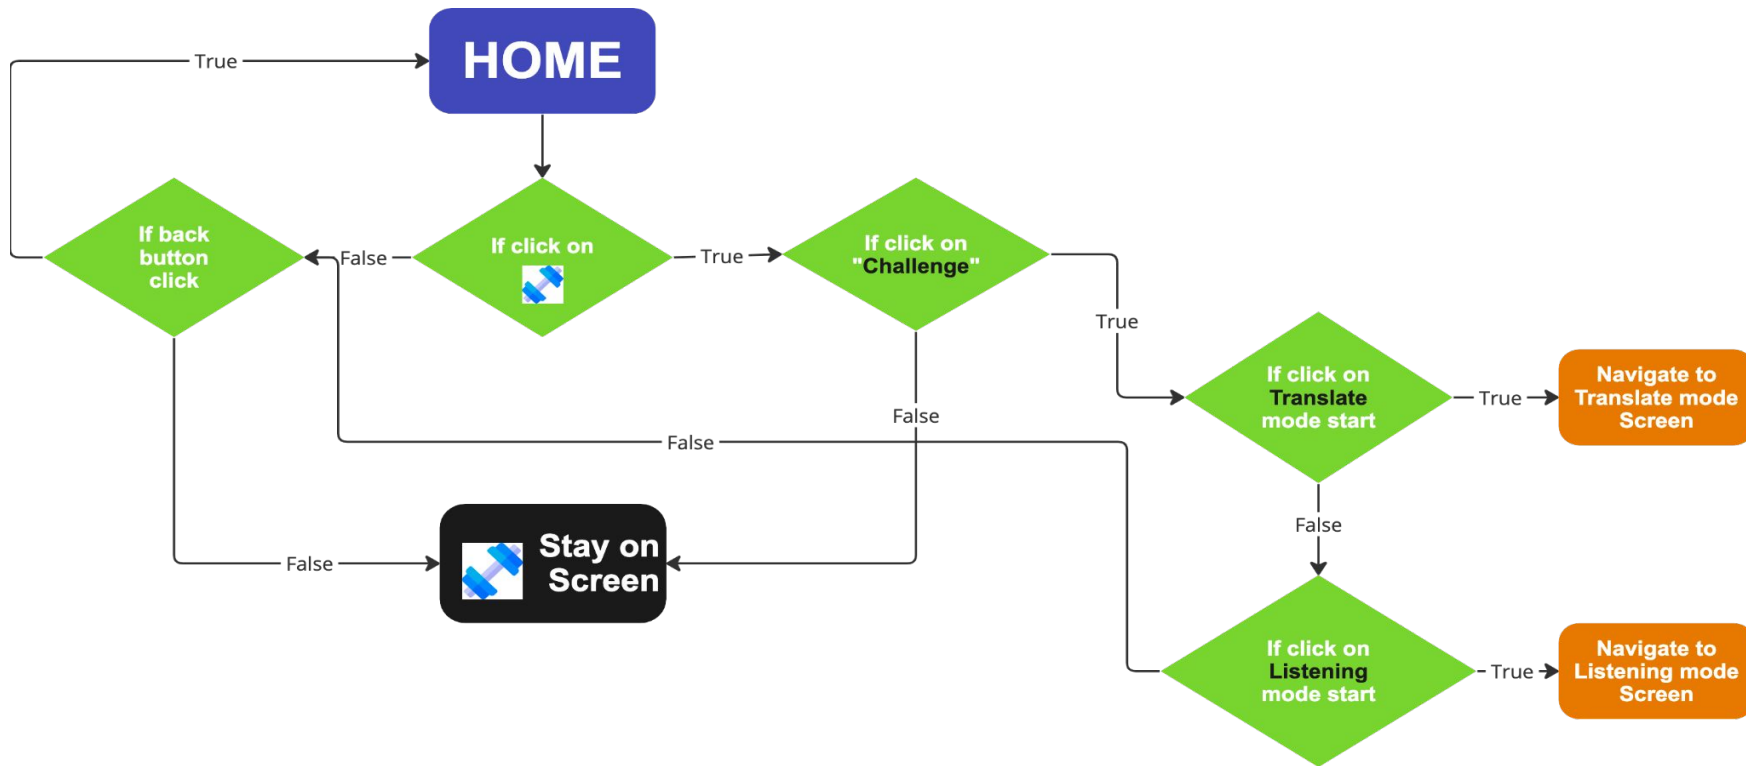 HOME
True
If back
button
click
False
If click on
True
If click on
"Challenge"
True
If click on
Translate
mode start
True
Navigate to
Translate mode
Screen
False
False
False
If click on
Listening
mode start
True
Navigate to
Listening mode
Screen
False
Stay on
Screen